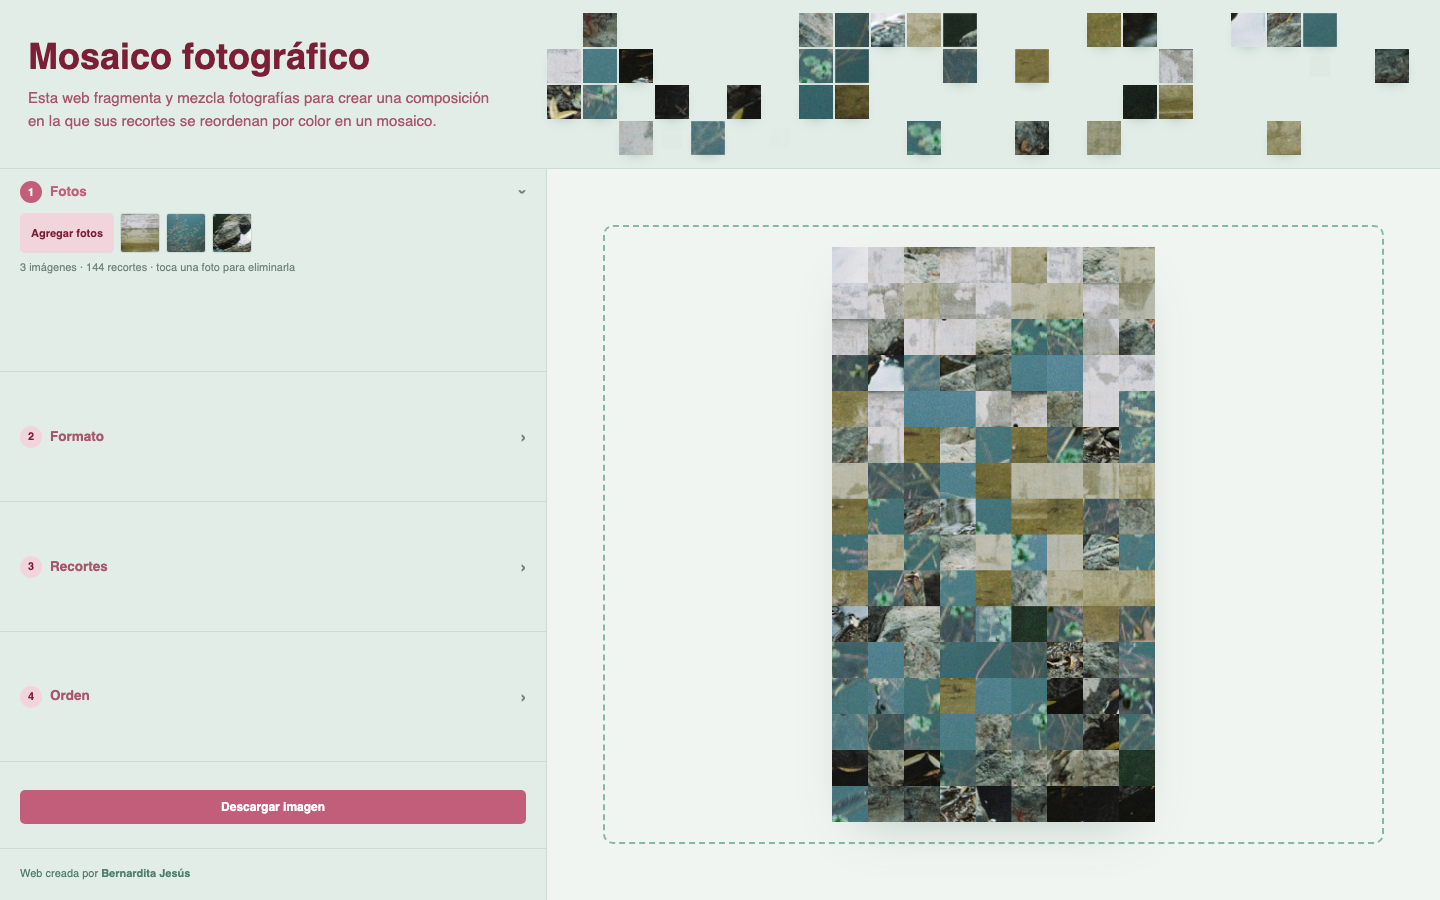 Mosaico fotográfico
Esta web fragmenta y mezcla fotografías para crear una composición
en la que sus recortes se reordenan por color en un mosaico.
1 Fotos
Agregar fotos
3 imágenes · 144 recortes · toca una foto para eliminarla
2 Formato
3 Recortes
4 Orden
Descargar imagen
Web creada por Bernardita Jesús